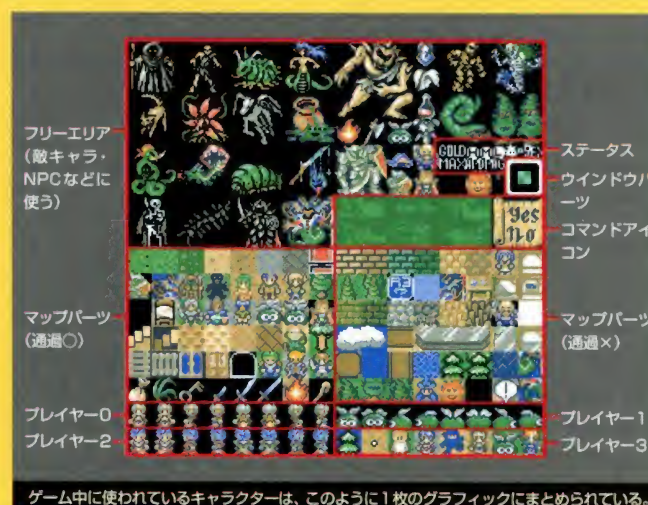 フリーエリア
(敵キャラ・
NPCなどに
使う)
マップパーツ
(通過○)
プレイヤー0
プレイヤー2
GOLD
Yes
No
ステータス
ウインドウパ
ーツ
コマンドアイ
コン
マップパーツ
(通過×)
プレイヤー1
プレイヤー3
ゲーム中に使われているキャラクターは、このように1枚のグラフィックにまとめられている。